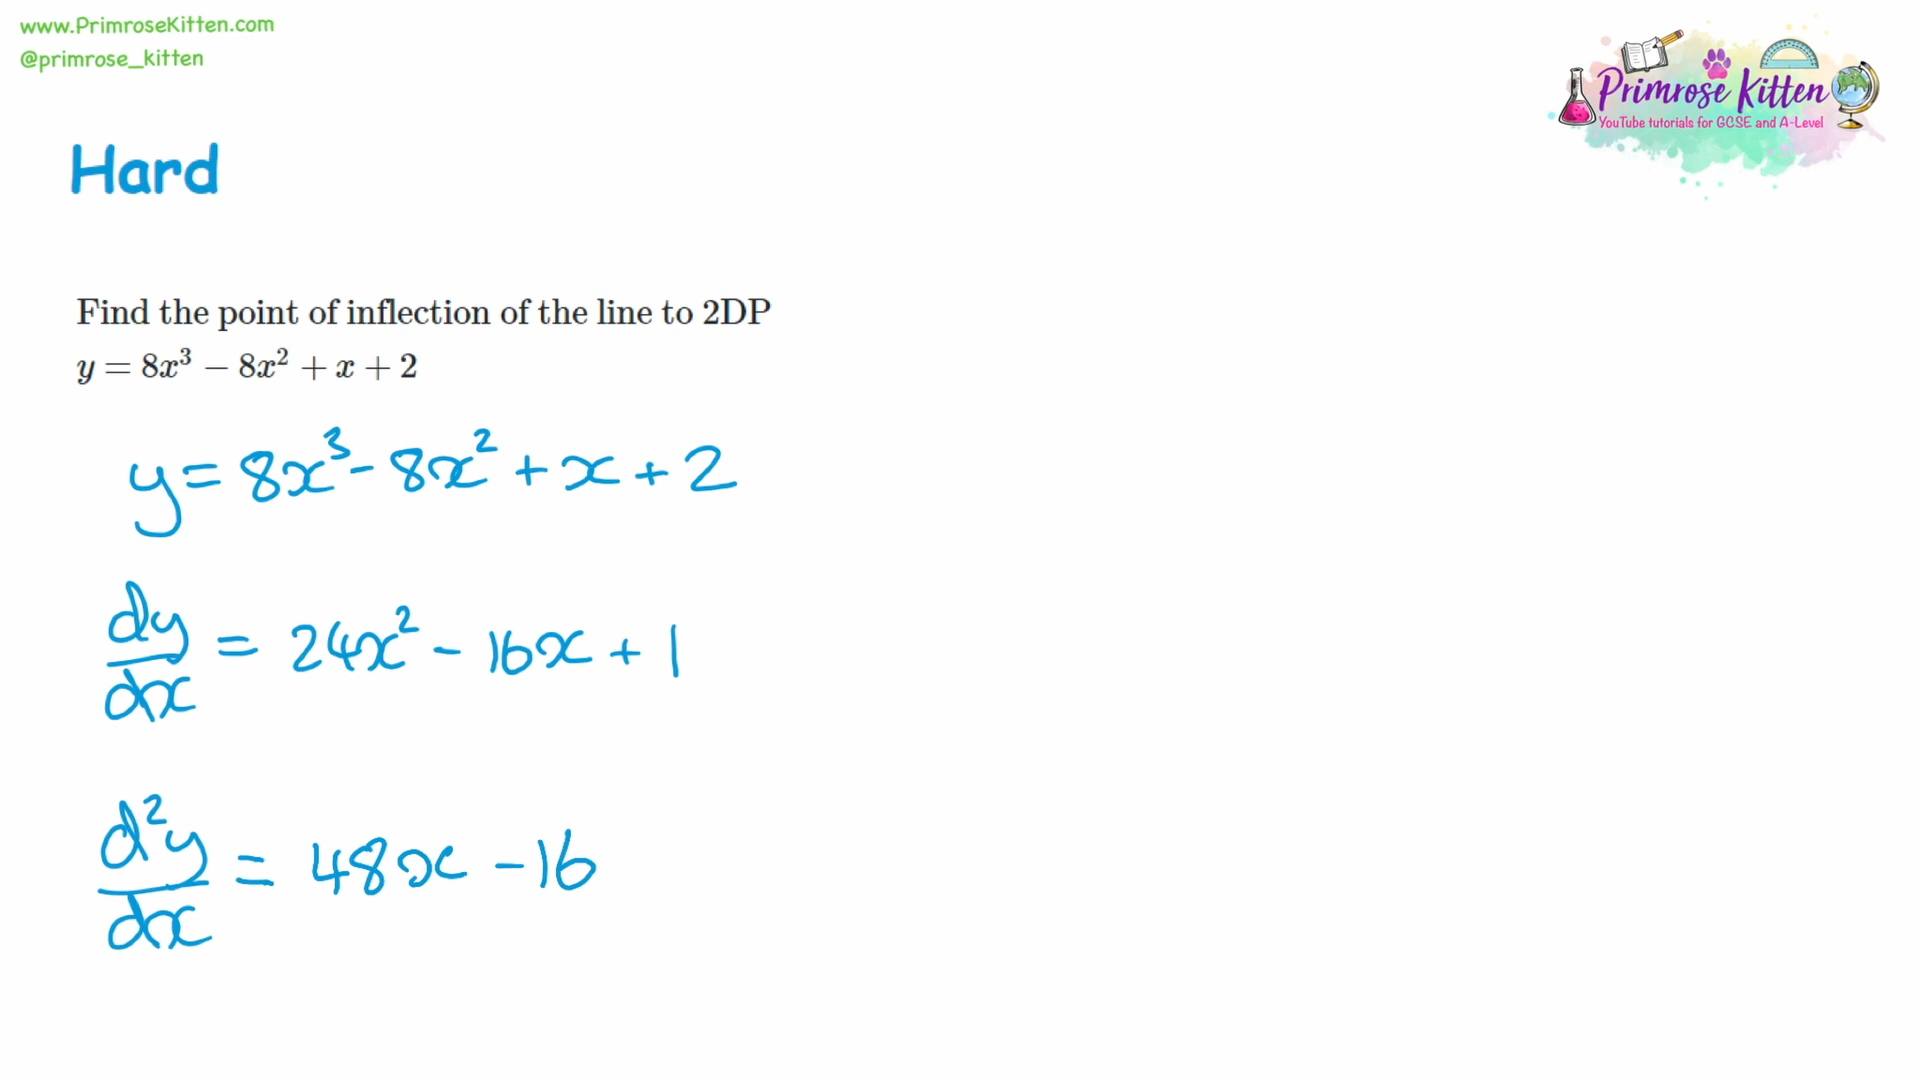 www.PrimroseKitten.com
@primrose_kitten
Primrose Kitten
YouTube tutorials for GCSE and A-Level
Hard
Find the point of inflection of the line to 2DP
y = 8x³ − 8x² + x + 2
y = 8x³ - 8x² + x + 2
dy/dx = 24x² - 16x + 1
d²y/dx = 48x - 16